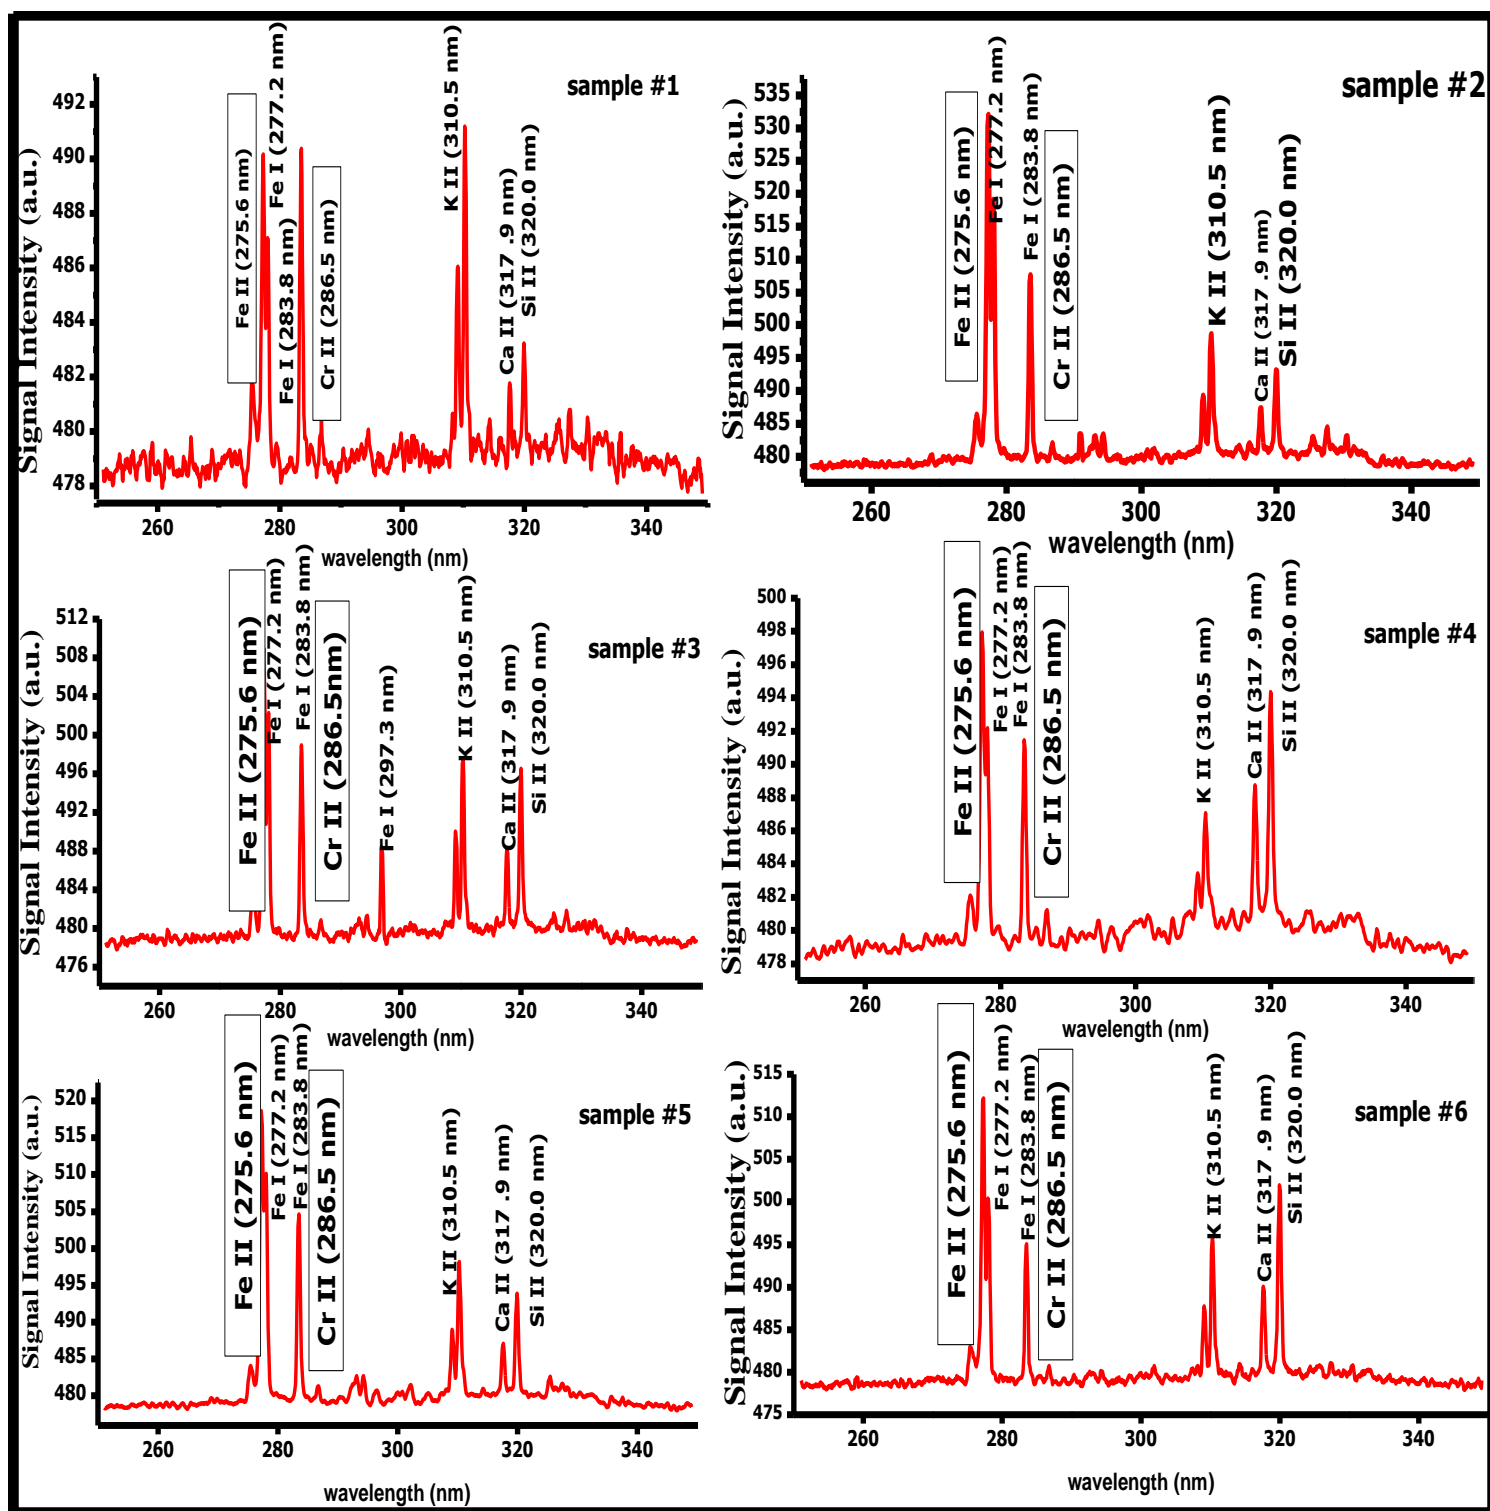 sample #1
Signal Intensity (a.u.)
492
490
488
486
484
482
480
478
Fe II (275.6 nm)
Fe I (277.2 nm)
Fe I (283.8 nm)
Cr II (286.5 nm)
K II (310.5 nm)
Ca II (317 .9 nm)
Si II (320.0 nm)
260
280
300
320
340
wavelength (nm)
sample #2
Signal Intensity (a.u.)
535
530
525
520
515
510
505
500
495
490
485
480
Fe II (275.6 nm)
Fe I (277.2 nm)
Fe I (283.8 nm)
Cr II (286.5 nm)
K II (310.5 nm)
Ca II (317 .9 nm)
Si II (320.0 nm)
260
280
300
320
340
wavelength (nm)
sample #3
Signal Intensity (a.u.)
512
508
504
500
496
492
488
484
480
476
Fe II (275.6 nm)
Fe I (277.2 nm)
Fe I (283.8 nm)
Cr II (286.5nm)
Fe I (297.3 nm)
K II (310.5 nm)
Ca II (317 .9 nm)
Si II (320.0 nm)
260
280
300
320
340
wavelength (nm)
sample #4
Signal Intensity (a.u.)
500
498
496
494
492
490
488
486
484
482
480
478
Fe II (275.6 nm)
Fe I (277.2 nm)
Fe I (283.8 nm)
Cr II (286.5 nm)
K II (310.5 nm)
Ca II (317 .9 nm)
Si II (320.0 nm)
260
280
300
320
340
wavelength (nm)
sample #5
Signal Intensity (a.u.)
520
515
510
505
500
495
490
485
480
Fe II (275.6 nm)
Fe I (277.2 nm)
Fe I (283.8 nm)
Cr II (286.5 nm)
K II (310.5 nm)
Ca II (317 .9 nm)
Si II (320.0 nm)
260
280
300
320
340
wavelength (nm)
sample #6
Signal Intensity (a.u.)
515
510
505
500
495
490
485
480
475
Fe II (275.6 nm)
Fe I (277.2 nm)
Fe I (283.8 nm)
Cr II (286.5 nm)
K II (310.5 nm)
Ca II (317 .9 nm)
Si II (320.0 nm)
260
280
300
320
340
wavelength (nm)